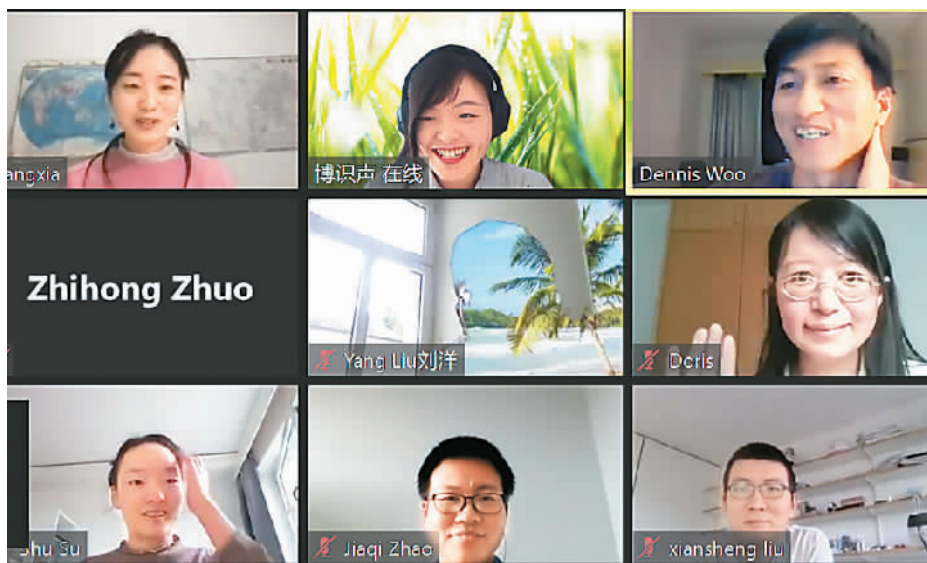 angxia
博识声 在线
Dennis Woo
Zhihong Zhuo
Yang Liu刘洋
Doris
Shu Su
Jiaqi Zhao
xiansheng liu